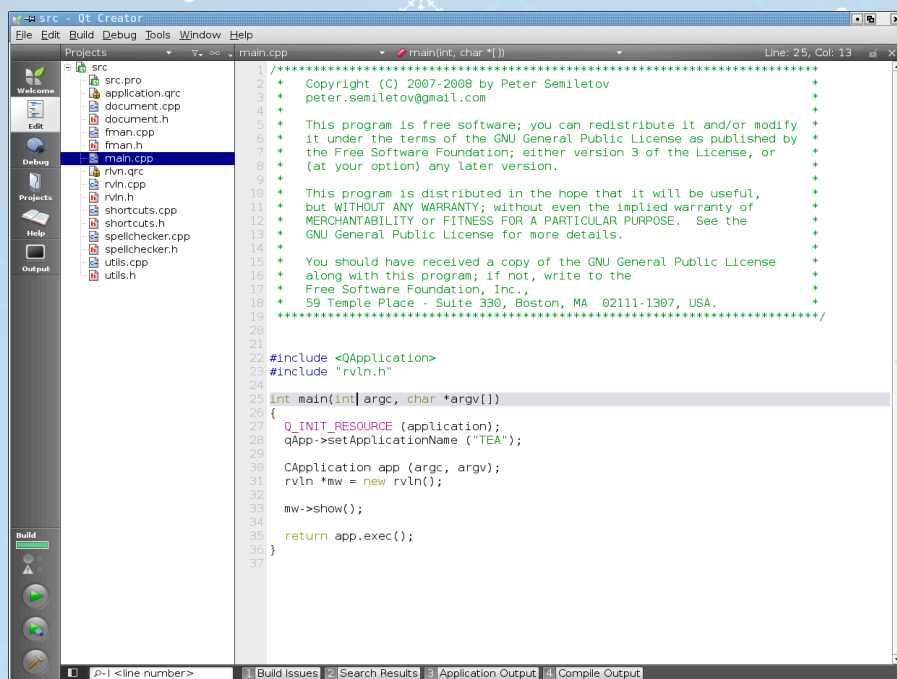 src - Qt Creator
File Edit Build Debug Tools Window Help
Projects main.cpp main(int, char *[]) Line: 25, Col: 13
Welcome
Edit
Debug
Projects
Help
Output
src
src.pro
application.qrc
document.cpp
document.h
fman.cpp
fman.h
main.cpp
rvln.qrc
rvln.cpp
rvln.h
shortcuts.cpp
shortcuts.h
spellchecker.cpp
spellchecker.h
utils.cpp
utils.h
1 /***************************************************************************
2 * Copyright (C) 2007-2008 by Peter Semiletov *
3 * peter.semiletov@gmail.com *
4 * *
5 * This program is free software; you can redistribute it and/or modify *
6 * it under the terms of the GNU General Public License as published by *
7 * the Free Software Foundation; either version 3 of the License, or *
8 * (at your option) any later version. *
9 * *
10 * This program is distributed in the hope that it will be useful, *
11 * but WITHOUT ANY WARRANTY; without even the implied warranty of *
12 * MERCHANTABILITY or FITNESS FOR A PARTICULAR PURPOSE. See the *
13 * GNU General Public License for more details. *
14 * *
15 * You should have received a copy of the GNU General Public License *
16 * along with this program; if not, write to the *
17 * Free Software Foundation, Inc., *
18 * 59 Temple Place - Suite 330, Boston, MA 02111-1307, USA. *
19 ***************************************************************************/
20
21
22 #include <QApplication>
23 #include "rvln.h"
24
25 int main(int argc, char *argv[])
26 {
27 Q_INIT_RESOURCE (application);
28 qApp->setApplicationName ("TEA");
29
30 CApplication app (argc, argv);
31 rvln *mw = new rvln();
32
33 mw->show();
34
35 return app.exec();
36 }
37
Build
<line number>
1 Build Issues 2 Search Results 3 Application Output 4 Compile Output